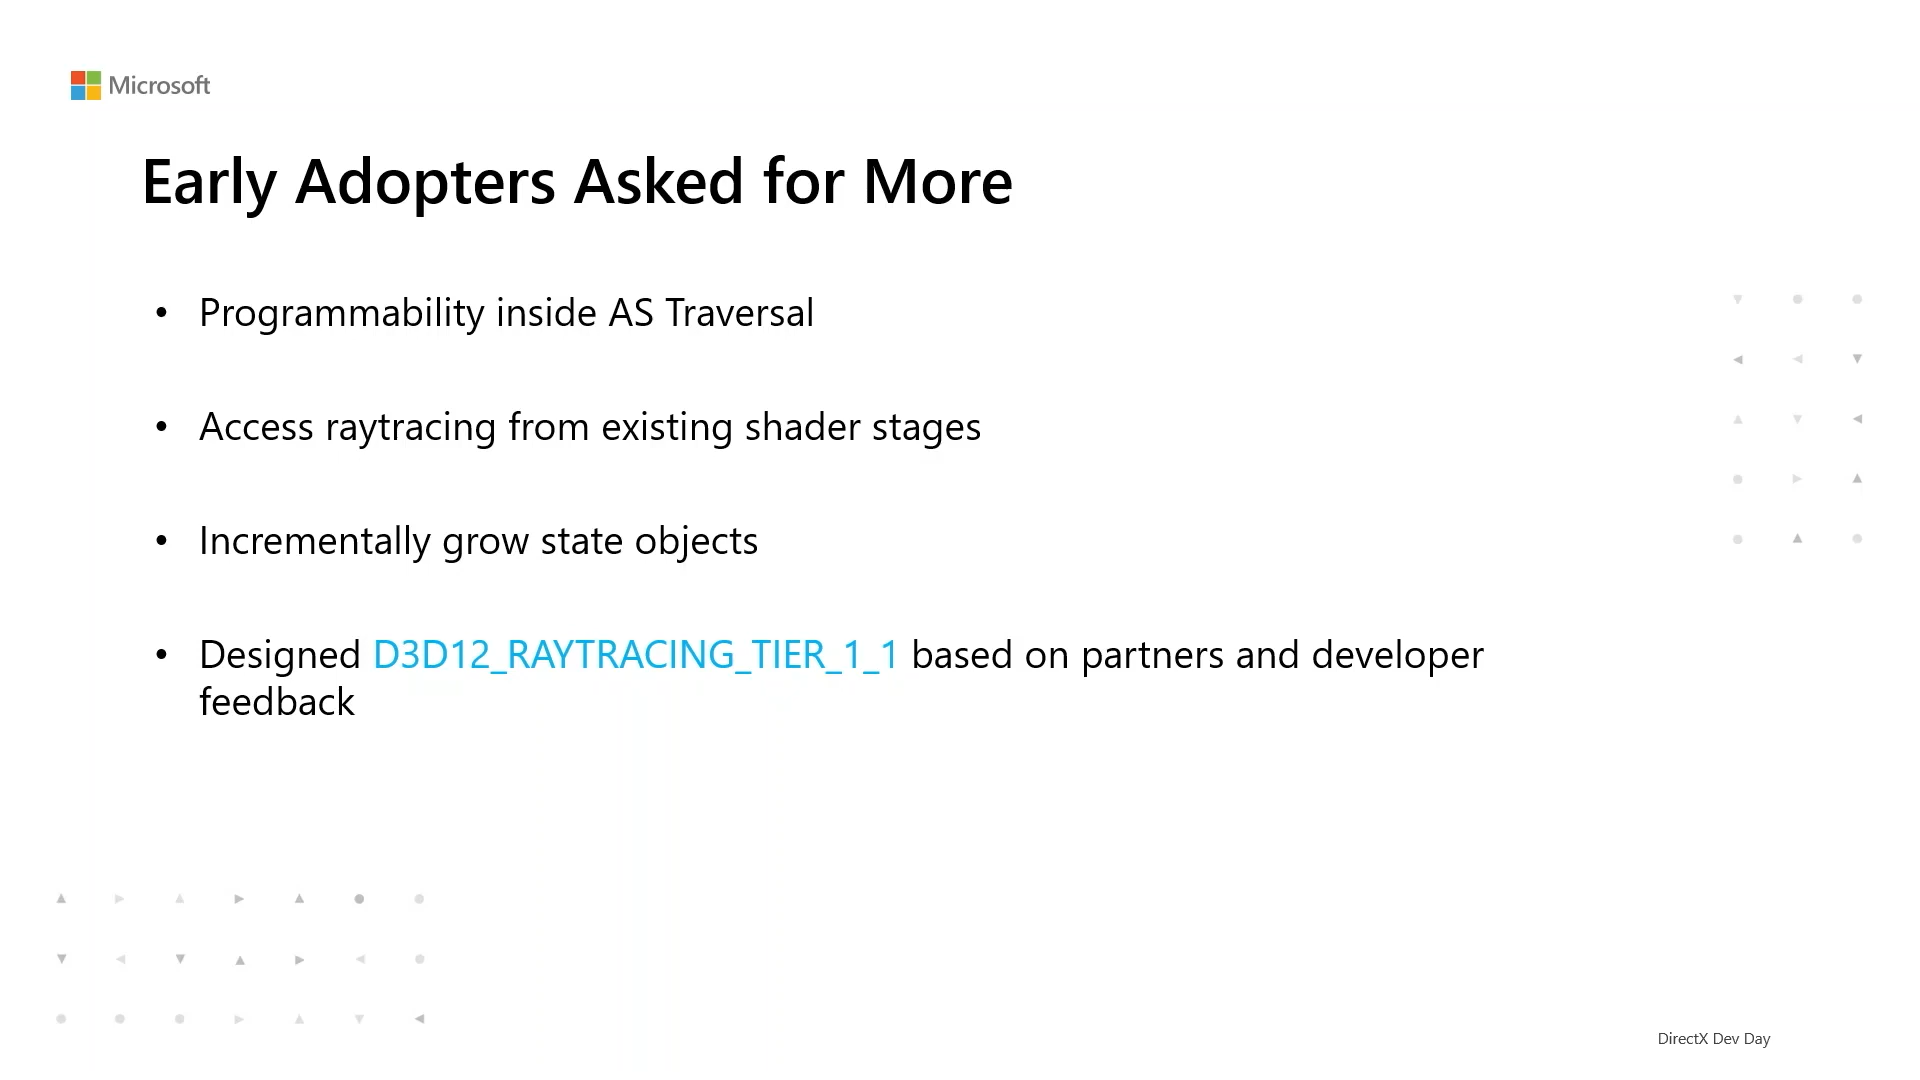 Microsoft
Early Adopters Asked for More
• Programmability inside AS Traversal
• Access raytracing from existing shader stages
• Incrementally grow state objects
• Designed D3D12_RAYTRACING_TIER_1_1 based on partners and developer
feedback
DirectX Dev Day